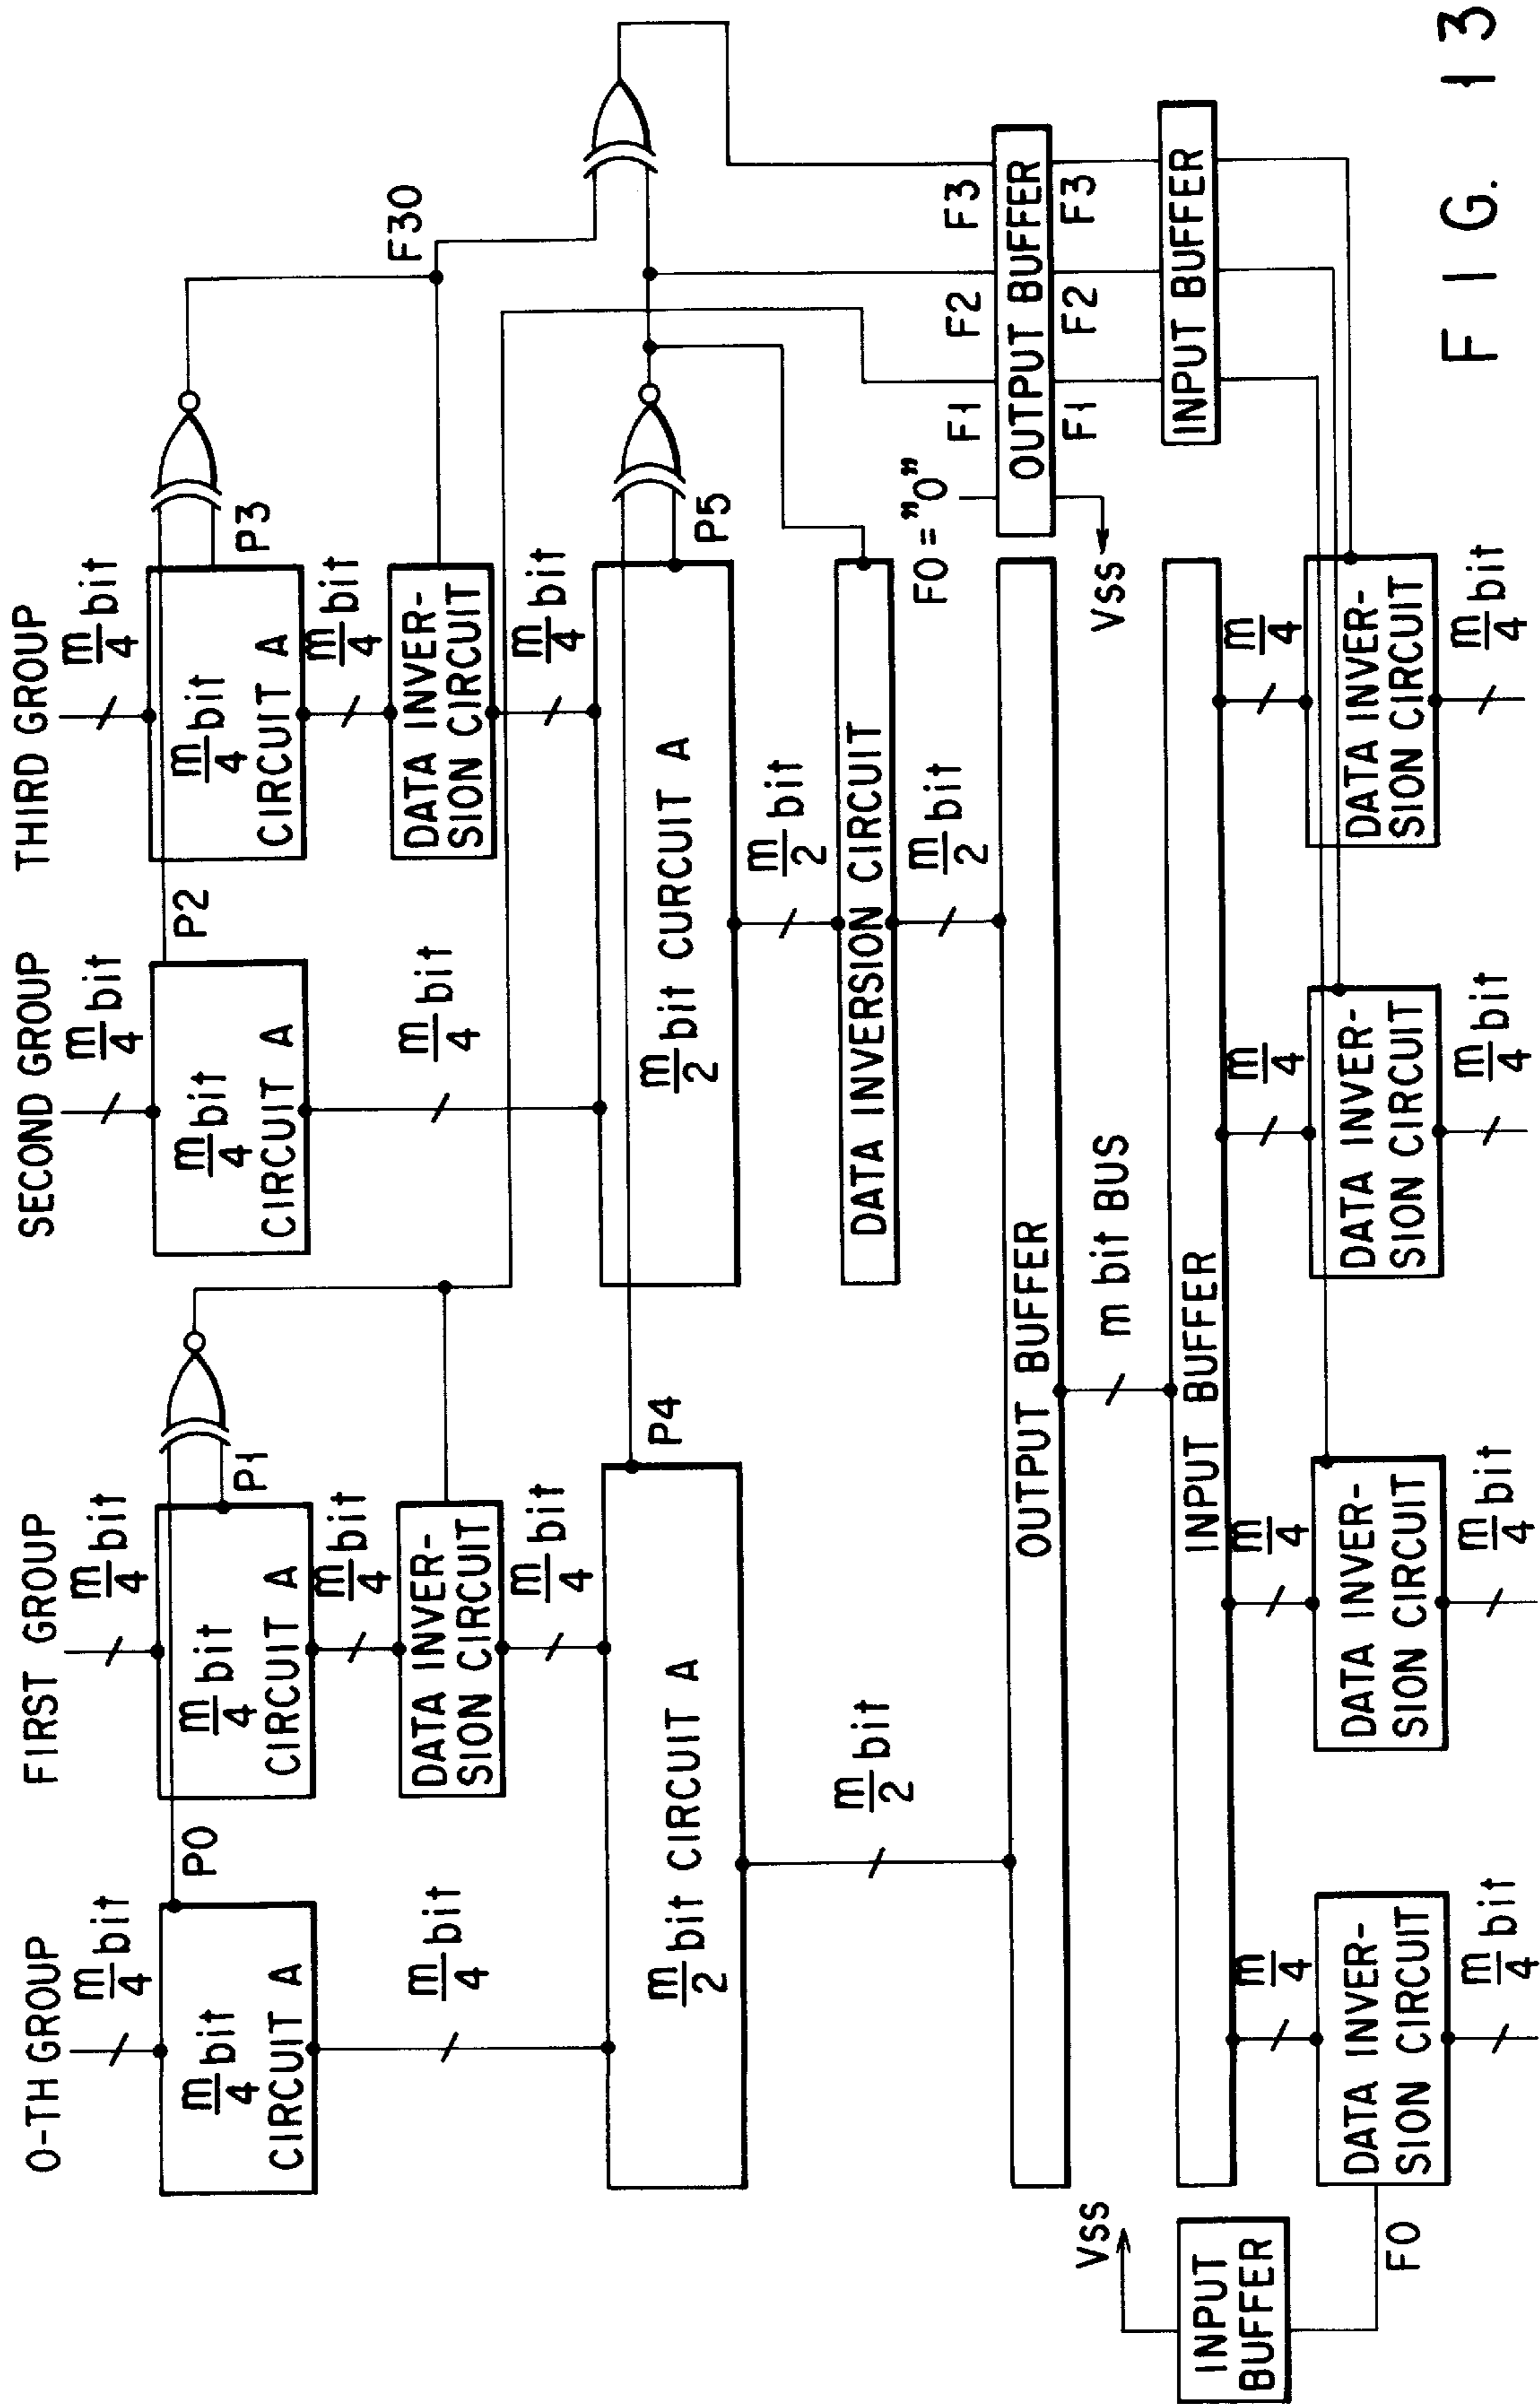 O-TH GROUP
FIRST GROUP
SECOND GROUP
THIRD GROUP
m/4 bit
m/4 bit
m/4 bit
m/4 bit
P0
P2
m/4 bit
CIRCUIT A
m/4 bit
CIRCUIT A
m/4 bit
CIRCUIT A
m/4 bit
CIRCUIT A
P1
P3
m/4 bit
m/4 bit
F30
m/4 bit
DATA INVER-
SION CIRCUIT
m/4 bit
DATA INVER-
SION CIRCUIT
m/4 bit
m/4 bit
m/2 bit CIRCUIT A
P4
m/2 bit CURCUIT A
P5
m/2 bit
m/2 bit
DATA INVERSION CIRCUIT
m/2 bit
F0="0"
F1
F2
F3
OUTPUT BUFFER
OUTPUT BUFFER
Vss
m bit BUS
Vss
F1
F2
F3
INPUT
BUFFER
INPUT BUFFER
INPUT BUFFER
m/4
m/4
m/4
m/4
F0
DATA INVER-
SION CIRCUIT
DATA INVER-
SION CIRCUIT
DATA INVER-
SION CIRCUIT
DATA INVER-
SION CIRCUIT
m/4 bit
m/4 bit
m/4 bit
m/4 bit
FIG. 13